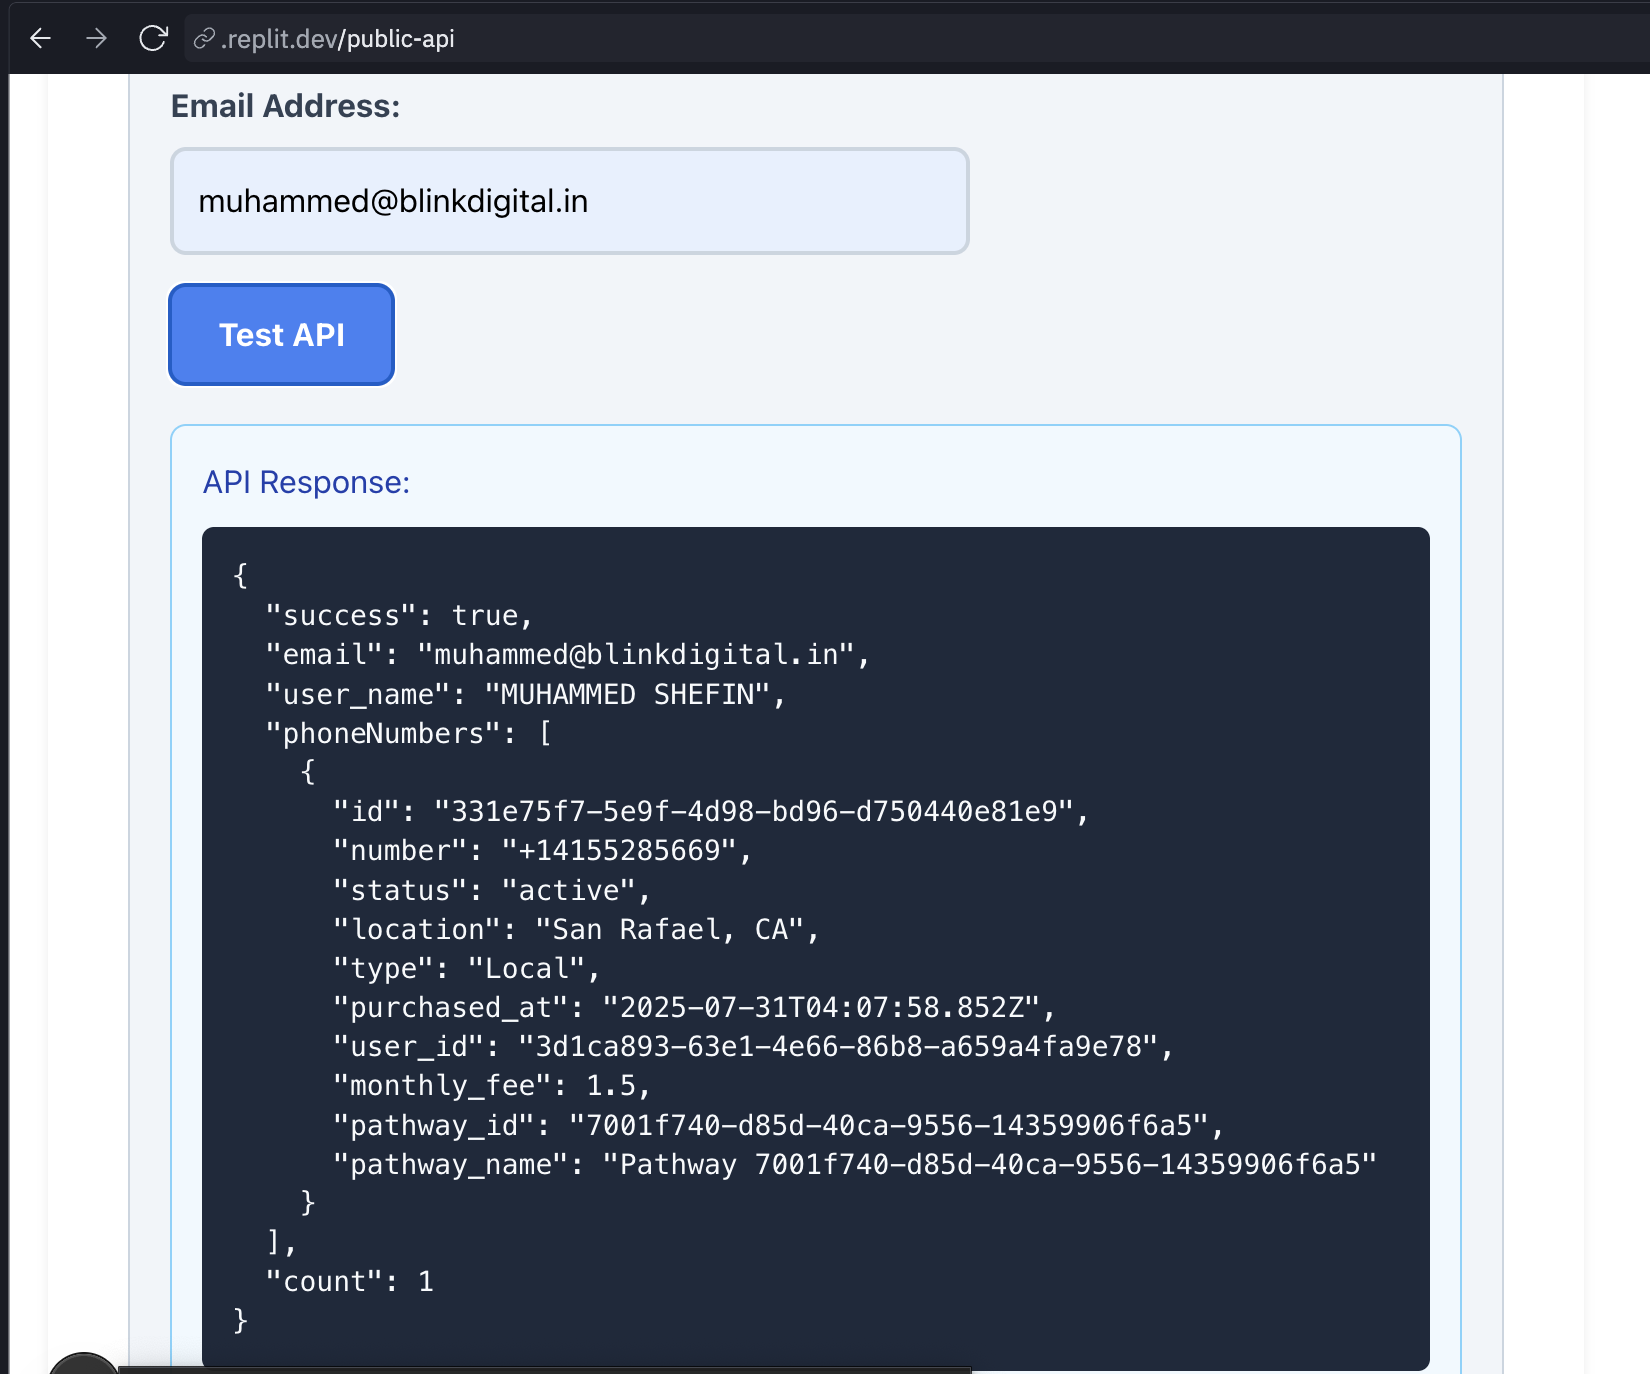 .replit.dev/public-api
Email Address:
muhammed@blinkdigital.in
Test API
API Response:
{
  "success": true,
  "email": "muhammed@blinkdigital.in",
  "user_name": "MUHAMMED SHEFIN",
  "phoneNumbers": [
    {
      "id": "331e75f7-5e9f-4d98-bd96-d750440e81e9",
      "number": "+14155285669",
      "status": "active",
      "location": "San Rafael, CA",
      "type": "Local",
      "purchased_at": "2025-07-31T04:07:58.852Z",
      "user_id": "3d1ca893-63e1-4e66-86b8-a659a4fa9e78",
      "monthly_fee": 1.5,
      "pathway_id": "7001f740-d85d-40ca-9556-14359906f6a5",
      "pathway_name": "Pathway 7001f740-d85d-40ca-9556-14359906f6a5"
    }
  ],
  "count": 1
}